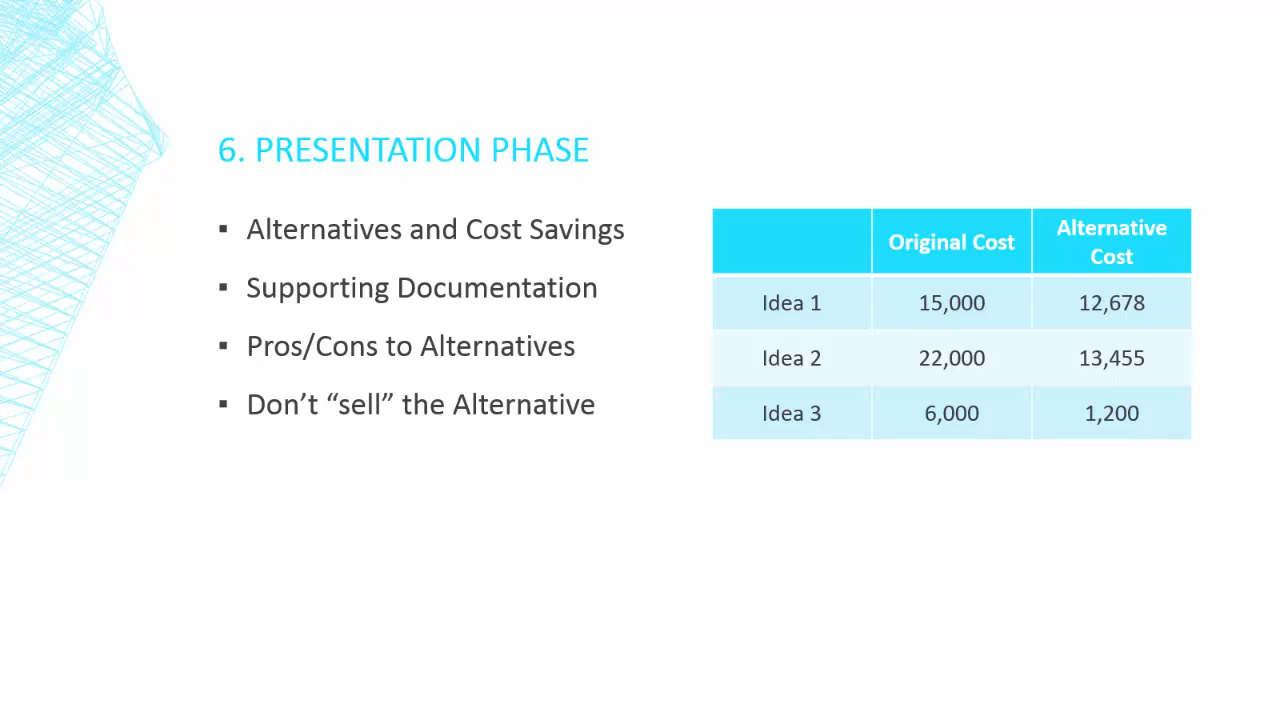 6. PRESENTATION PHASE
▪ Alternatives and Cost Savings
▪ Supporting Documentation
▪ Pros/Cons to Alternatives
▪ Don’t “sell” the Alternative
Original Cost
Alternative
Cost
Idea 1 15,000 12,678
Idea 2 22,000 13,455
Idea 3 6,000 1,200